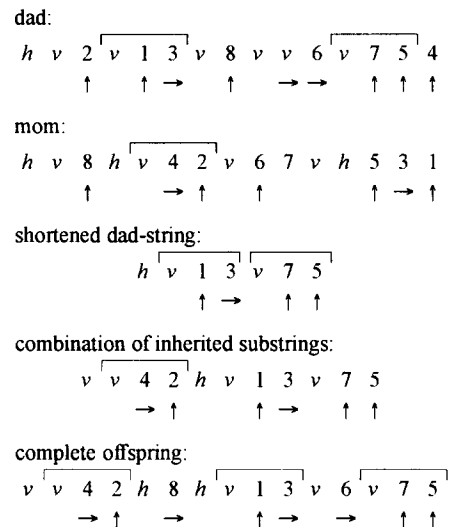 dad:
h v 2 v 1 3 v 8 v v 6 v 7 5 4
↑ ↑ → ↑ → → ↑ ↑ ↑
mom:
h v 8 h v 4 2 v 6 7 v h 5 3 1
↑ → ↑ ↑ ↑ → ↑
shortened dad-string:
h v 1 3 v 7 5
↑ → ↑ ↑
combination of inherited substrings:
v v 4 2 h v 1 3 v 7 5
→ ↑ ↑ → ↑ ↑
complete offspring:
v v 4 2 h 8 h v 1 3 v 6 v 7 5
→ ↑ → ↑ → → ↑ ↑